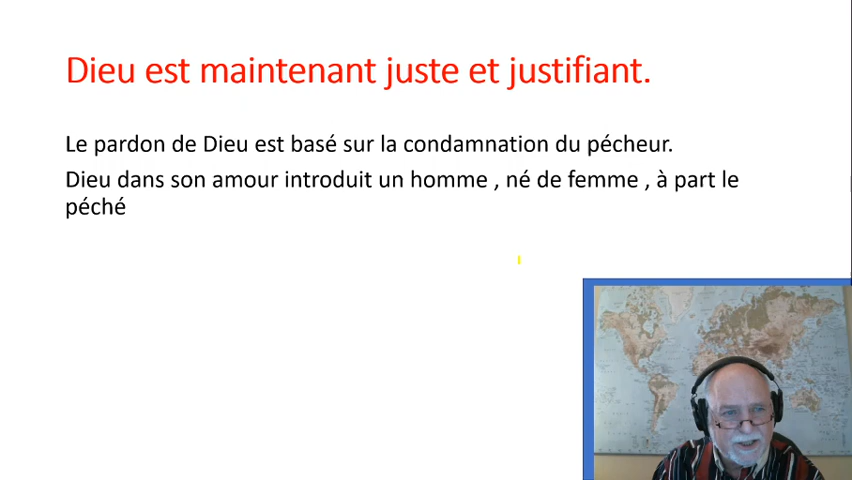 Dieu est maintenant juste et justifiant.
Le pardon de Dieu est basé sur la condamnation du pécheur.
Dieu dans son amour introduit un homme , né de femme , à part le
péché